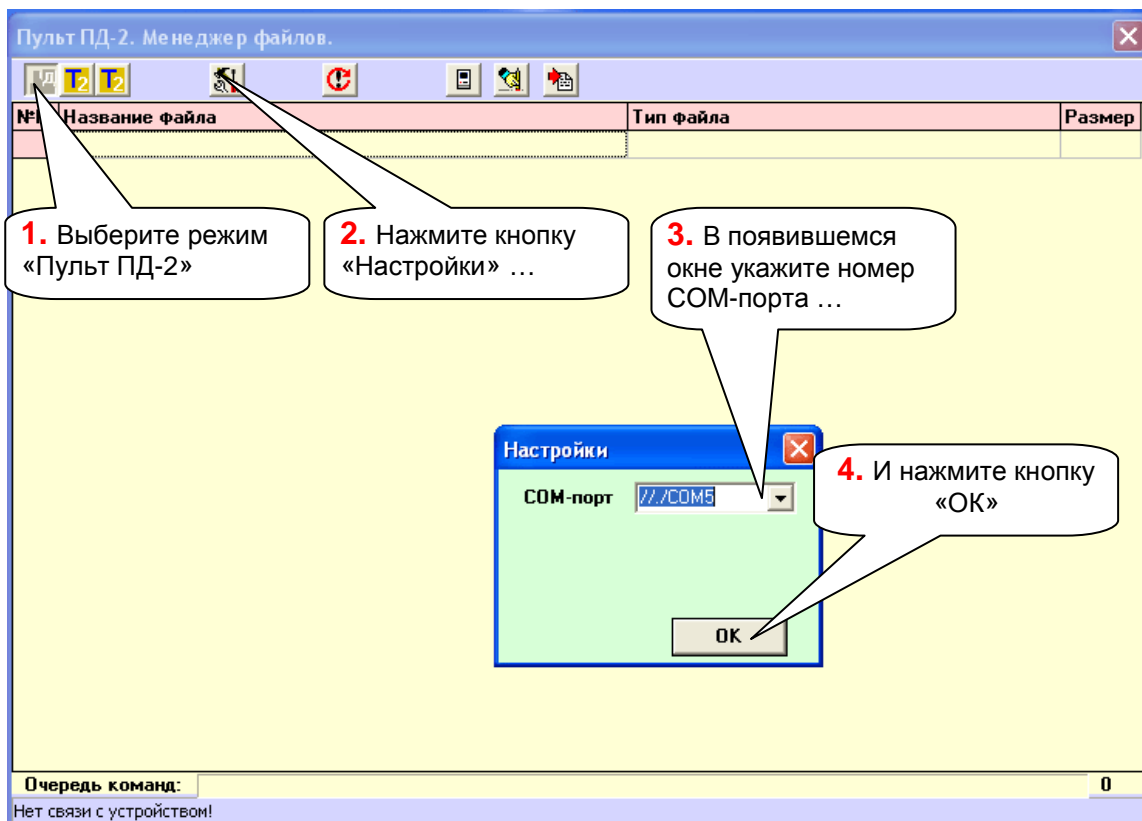 Пульт ПД-2. Менеджер файлов.
T2 T2
Название файла Тип файла Размер
1. Выберите режим
«Пульт ПД-2»
2. Нажмите кнопку
«Настройки» …
3. В появившемся
окне укажите номер
COM-порта …
Настройки
COM-порт //./COM5
4. И нажмите кнопку
«ОК»
OK
Очередь команд: 0
Нет связи с устройством!